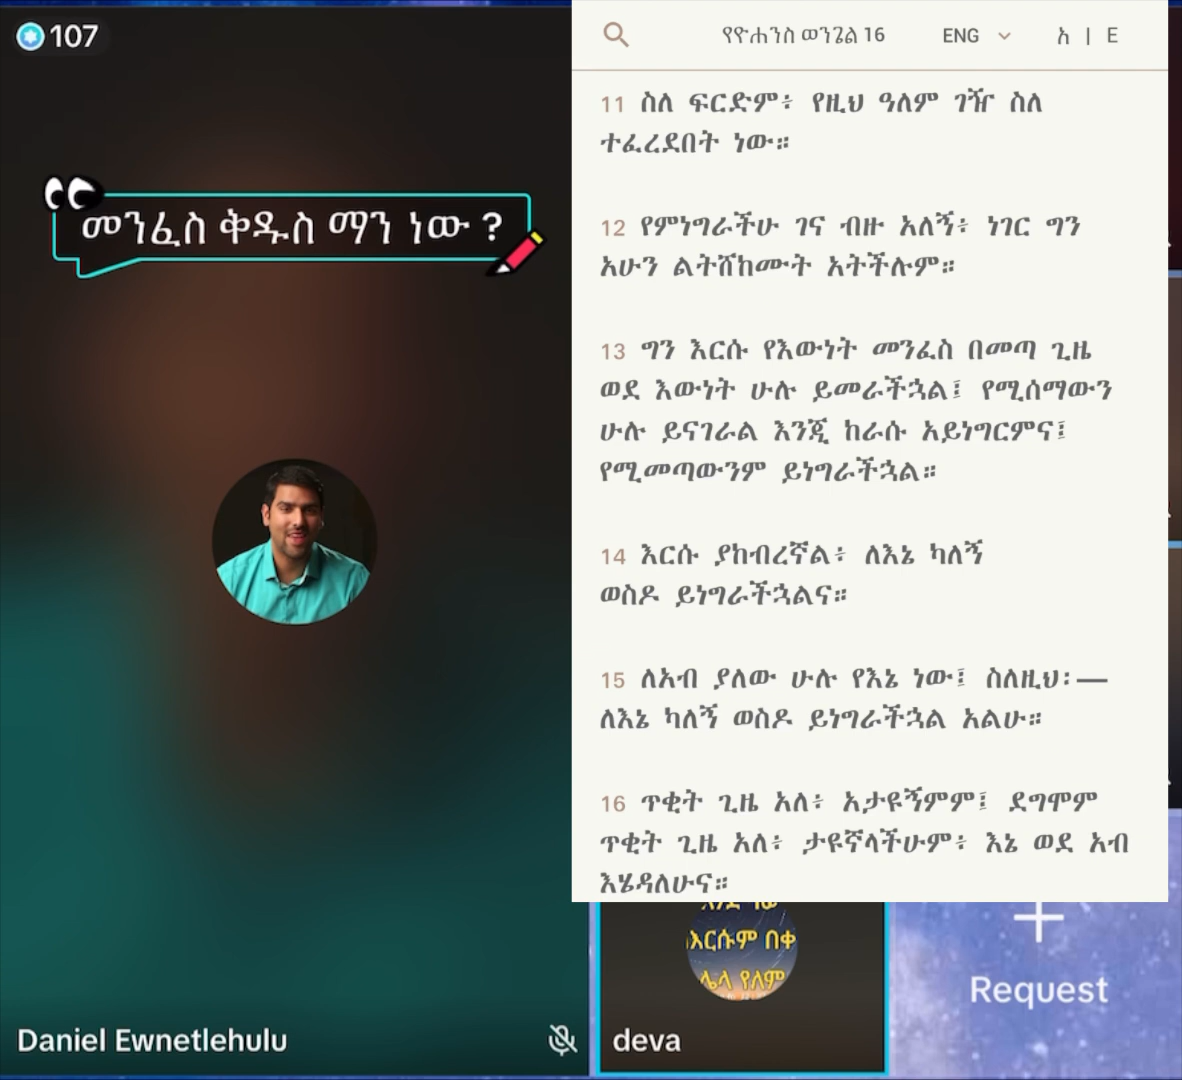 107
መንፈስ ቅዱስ ማን ነው ?
Daniel Ewnetlehulu
የዮሐንስ ወንጌል 16 ENG አ | E
11 ስለ ፍርድም፥ የዚህ ዓለም ገዥ ስለ
ተፈረደበት ነው።
12 የምነግራችሁ ገና ብዙ አለኝ፥ ነገር ግን
አሁን ልትሸከሙት አትችሉም።
13 ግን እርሱ የእውነት መንፈስ በመጣ ጊዜ
ወደ እውነት ሁሉ ይመራችኋል፤ የሚሰማውን
ሁሉ ይናገራል እንጂ ከራሱ አይነግርምና፤
የሚመጣውንም ይነግራችኋል።
14 እርሱ ያከብረኛል፥ ለእኔ ካለኝ
ወስዶ ይነግራችኋልና።
15 ለአብ ያለው ሁሉ የእኔ ነው፤ ስለዚህ፡—
ለእኔ ካለኝ ወስዶ ይነግራችኋል አልሁ።
16 ጥቂት ጊዜ አለ፥ አታዩኝምም፤ ደግሞም
ጥቂት ጊዜ አለ፥ ታዩኛላችሁም፥ እኔ ወደ አብ
እሄዳለሁና።
እርሱም በቀ
ሌላ የለም
deva
Request